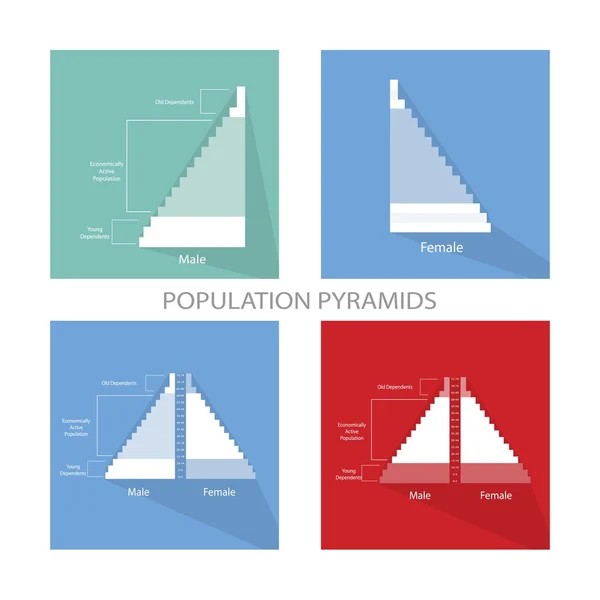 Old Dependents
Economically
Active
Population
Young
Dependents
Male
Female
POPULATION PYRAMIDS
Old Dependents
Economically
Active
Population
Young
Dependents
Male Female
Old Dependents
Economically
Active
Population
Young
Dependents
Male Female